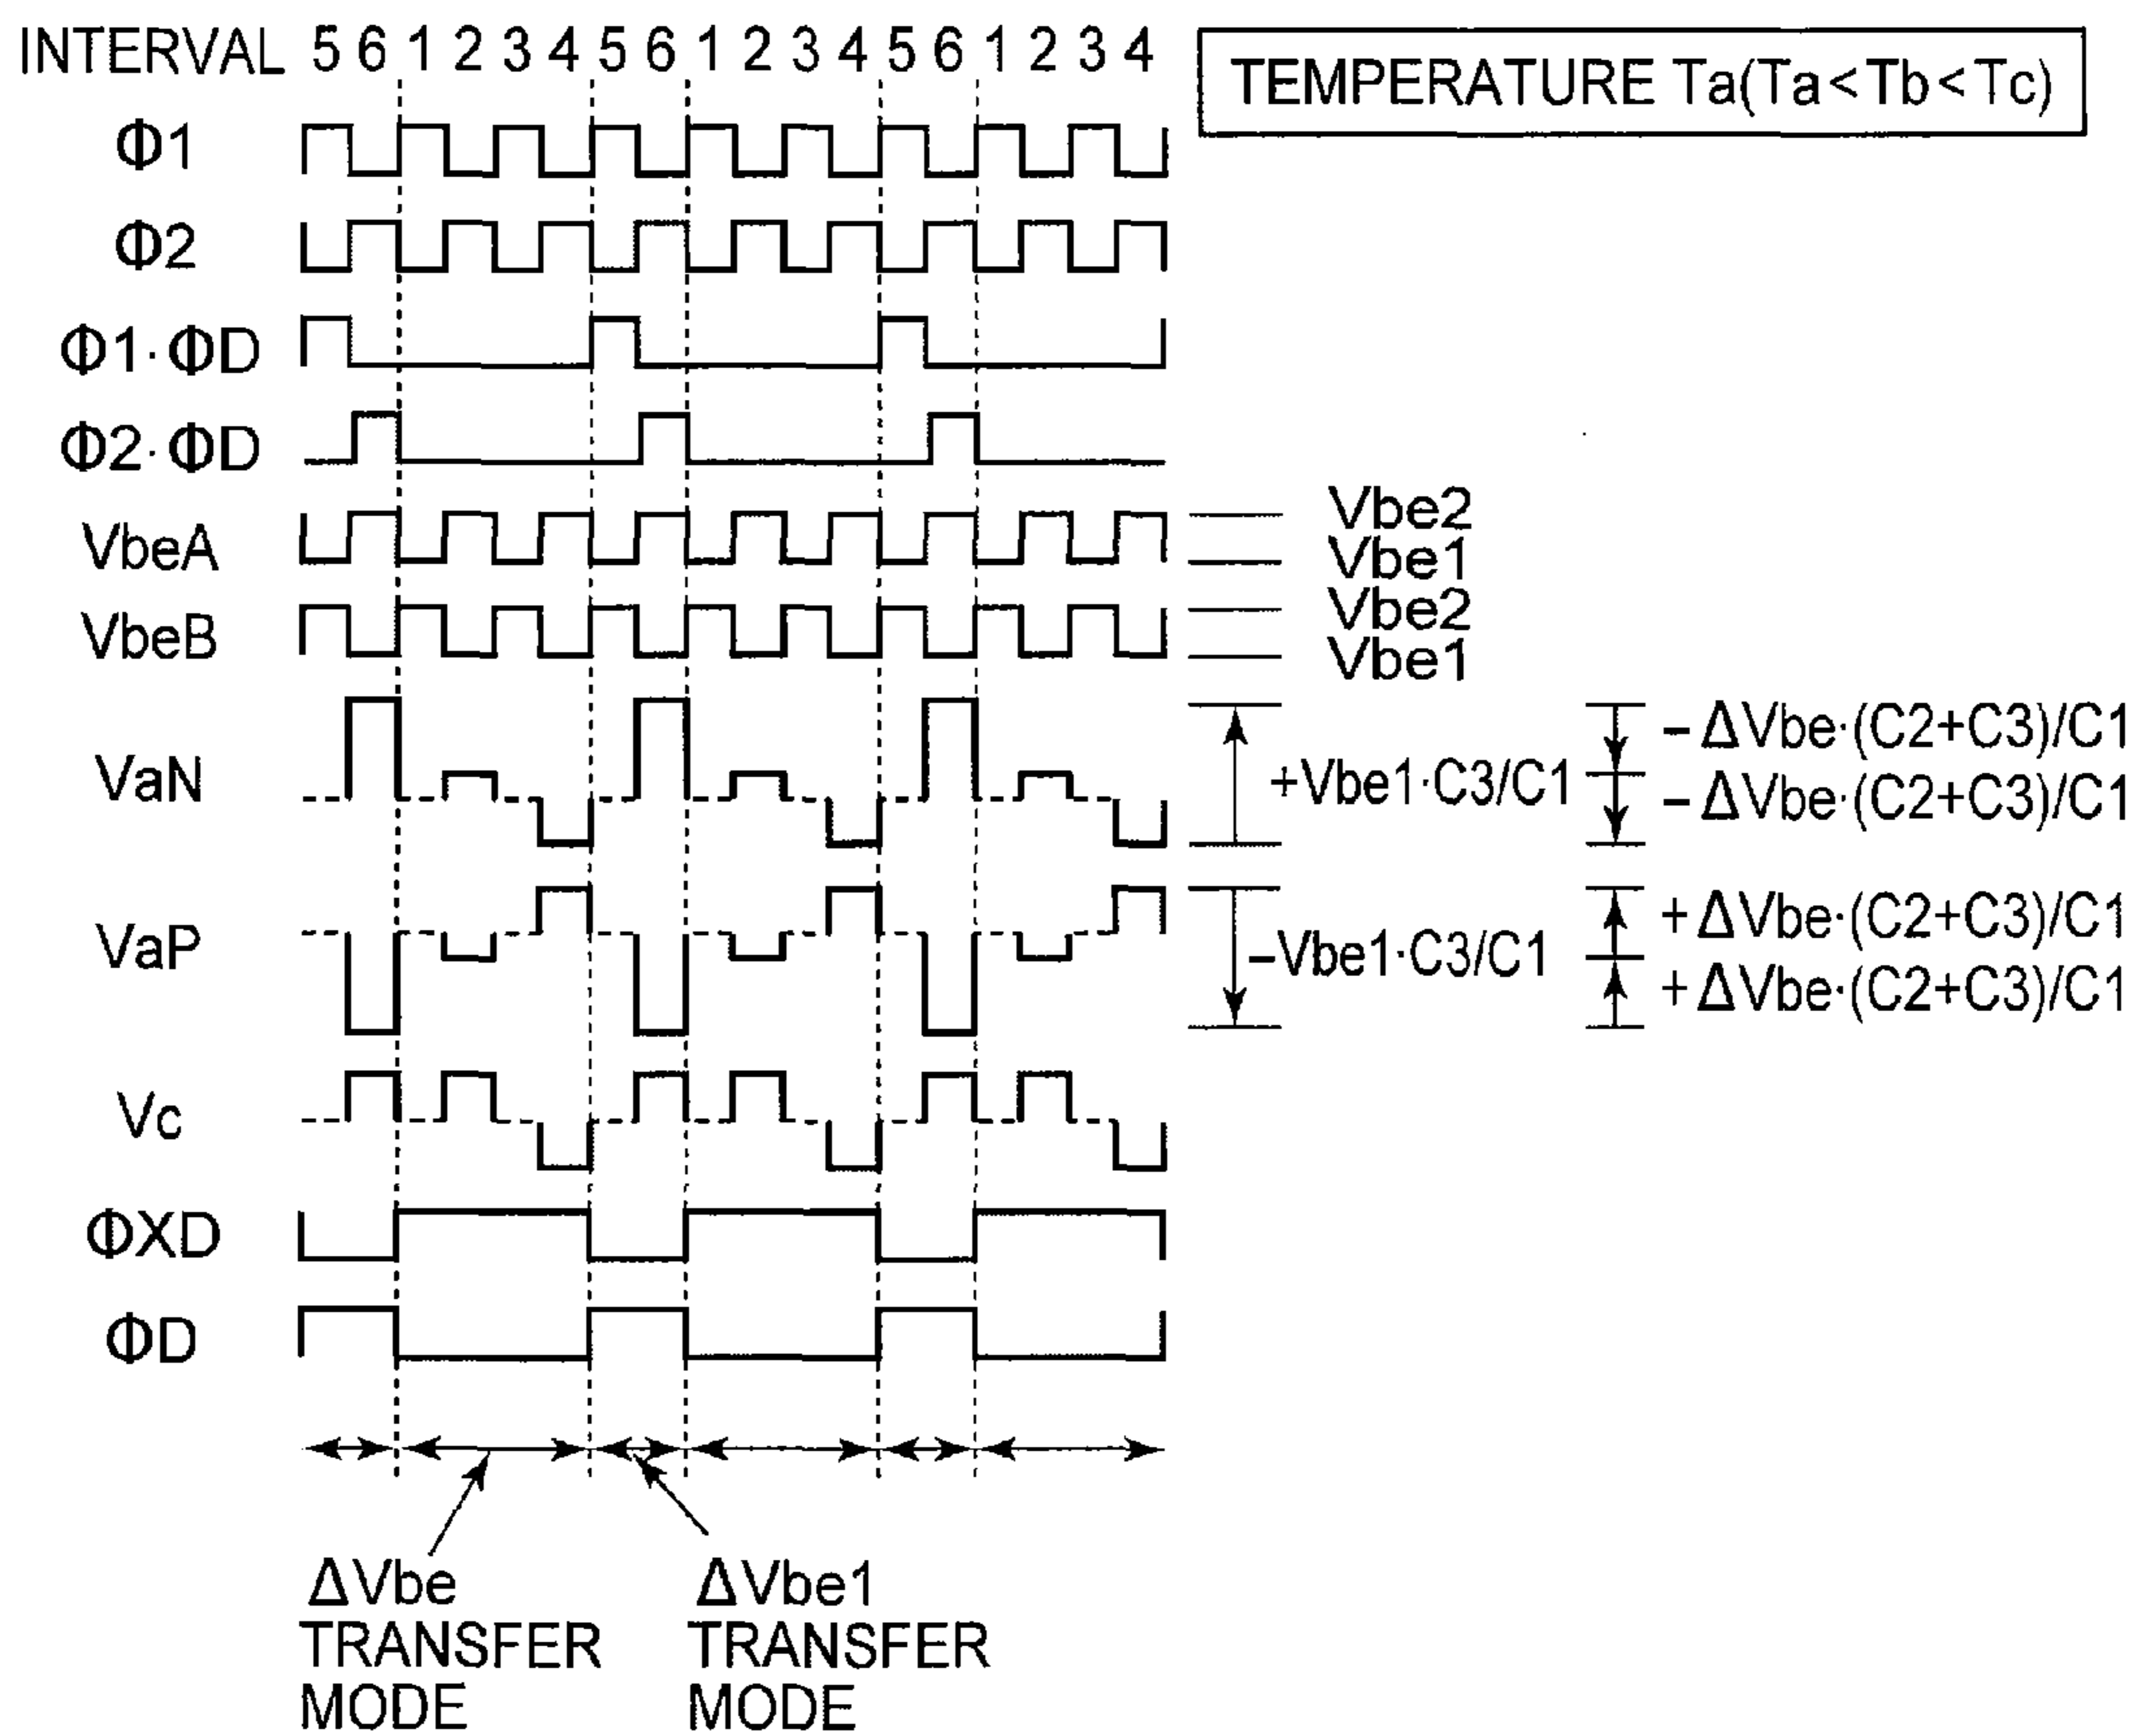 INTERVAL 5 6 1 2 3 4 5 6 1 2 3 4 5 6 1 2 3 4
TEMPERATURE Ta(Ta<Tb<Tc)
Φ1
Φ2
Φ1·ΦD
Φ2·ΦD
VbeA
Vbe2
Vbe1
VbeB
Vbe2
Vbe1
VaN
+Vbe1·C3/C1
−ΔVbe·(C2+C3)/C1
−ΔVbe·(C2+C3)/C1
VaP
−Vbe1·C3/C1
+ΔVbe·(C2+C3)/C1
+ΔVbe·(C2+C3)/C1
Vc
ΦXD
ΦD
ΔVbe
TRANSFER
MODE
ΔVbe1
TRANSFER
MODE